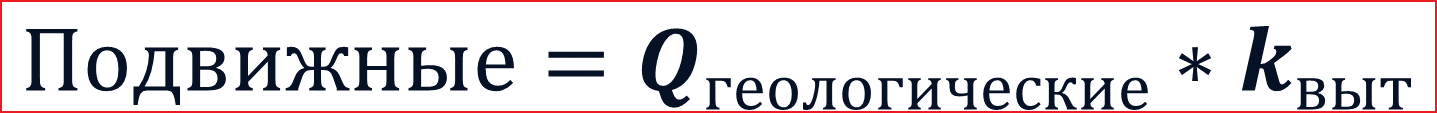 Подвижные = Qгеологические * kвыт